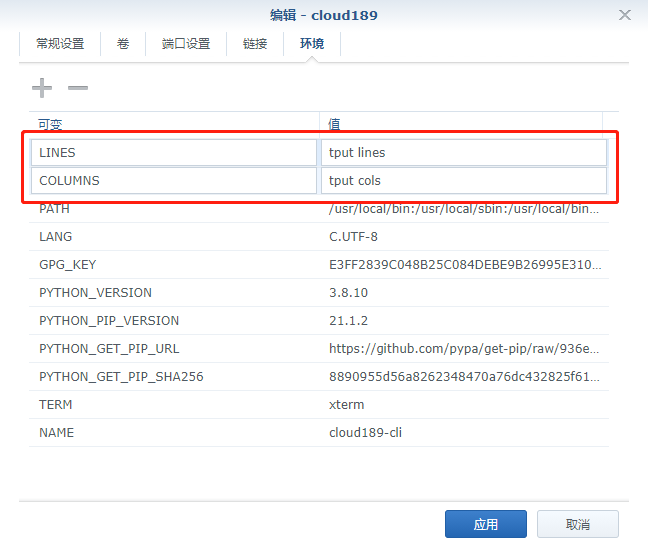 编辑 - cloud189
常规设置 卷 端口设置 链接 环境
可变 值
LINES tput lines
COLUMNS tput cols
PATH /usr/local/bin:/usr/local/sbin:/usr/local/bin...
LANG C.UTF-8
GPG_KEY E3FF2839C048B25C084DEBE9B26995E310...
PYTHON_VERSION 3.8.10
PYTHON_PIP_VERSION 21.1.2
PYTHON_GET_PIP_URL https://github.com/pypa/get-pip/raw/936e...
PYTHON_GET_PIP_SHA256 8890955d56a8262348470a76dc432825f61...
TERM xterm
NAME cloud189-cli
应用 取消